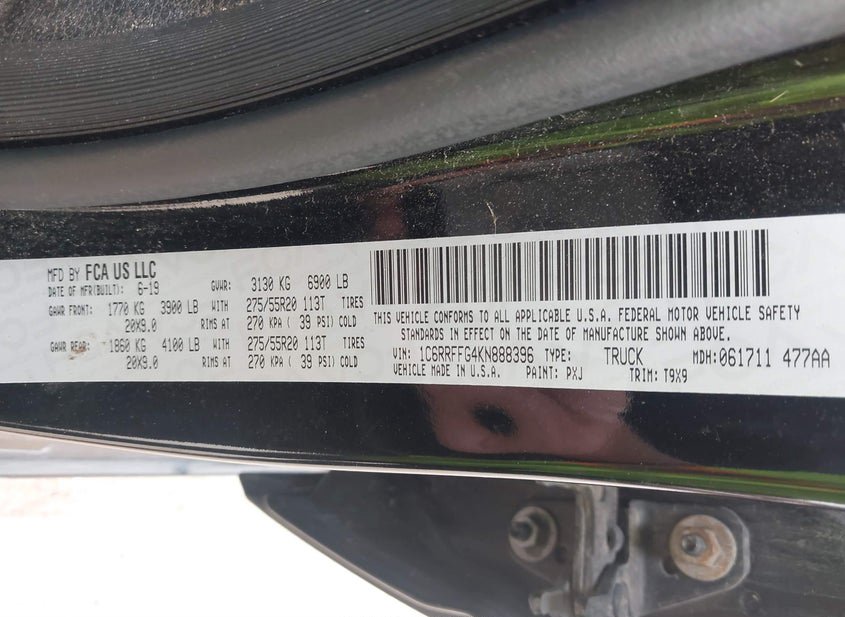 MFD BY FCA US LLC
DATE OF MFR(BUILT): 6-19 GVWR: 3130 KG 6900 LB
GAWR FRONT: 1770 KG 3900 LB WITH 275/55R20 113T TIRES
20X9.0 RIMS AT 270 KPA ( 39 PSI) COLD
GAWR REAR: 1860 KG 4100 LB WITH 275/55R20 113T TIRES
20X9.0 RIMS AT 270 KPA ( 39 PSI) COLD
THIS VEHICLE CONFORMS TO ALL APPLICABLE U.S.A. FEDERAL MOTOR VEHICLE SAFETY
STANDARDS IN EFFECT ON THE DATE OF MANUFACTURE SHOWN ABOVE.
VIN: 1C6RRFFG4KN888396 TYPE: TRUCK MDH: 061711 477AA
VEHICLE MADE IN U.S.A. PAINT: PXJ TRIM: T9X9